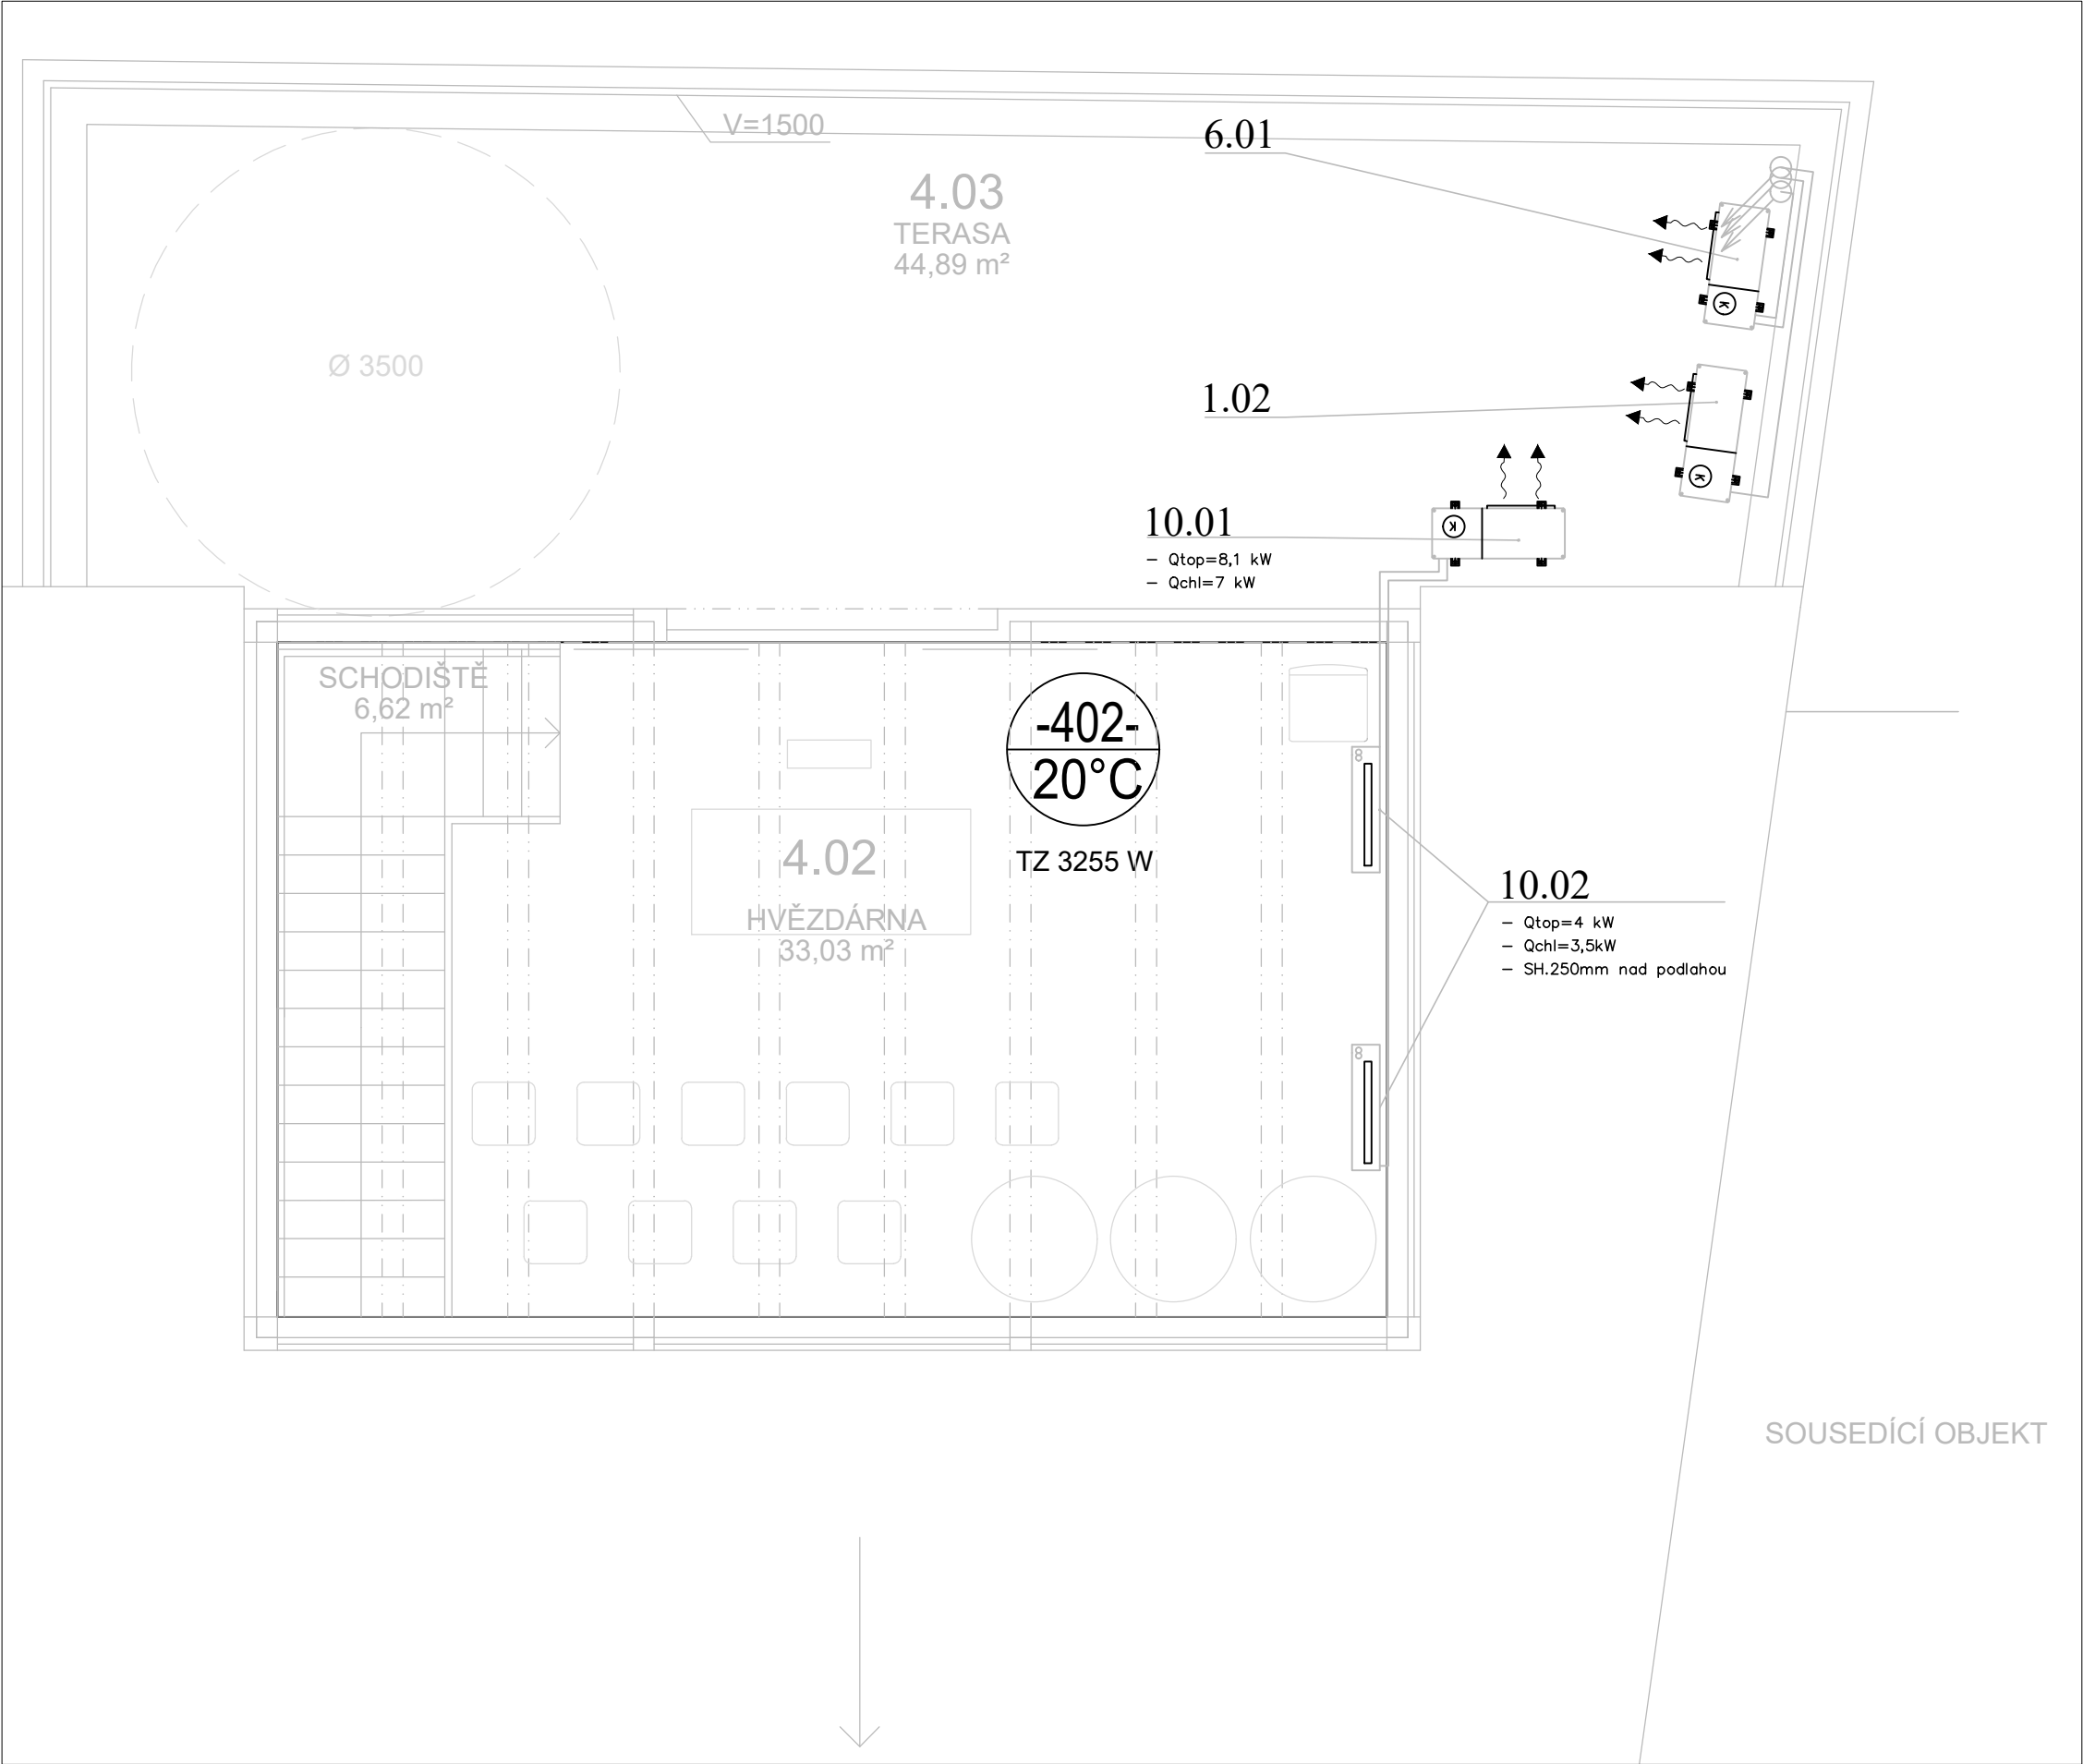 V=1500
6.01
4.03
TERASA
44,89 m²
Ø 3500
K
1.02
K
10.01
K
– Qtop=8,1 kW
– Qchl=7 kW
SCHODIŠTĚ
6,62 m²
-402-
20°C
TZ 3255 W
4.02
HVĚZDÁRNA
33,03 m²
10.02
– Qtop=4 kW
– Qchl=3,5kW
– SH.250mm nad podlahou
SOUSEDÍCÍ OBJEKT